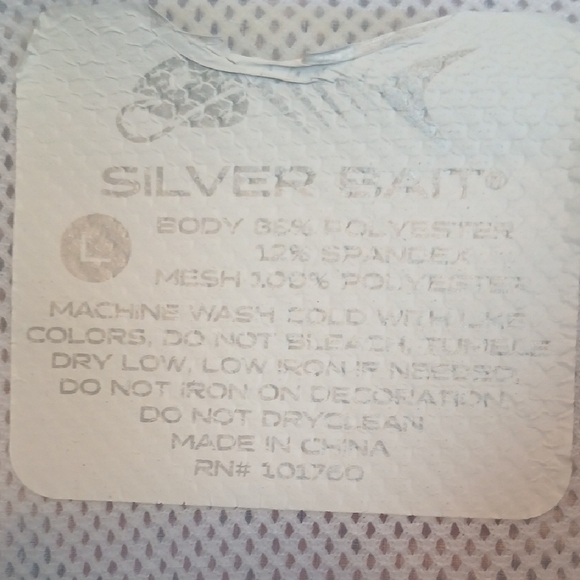 SILVER BAIT®
L
BODY 88% POLYESTER
12% SPANDEX
MESH 100% POLYESTER
MACHINE WASH COLD WITH LIKE
COLORS, DO NOT BLEACH, TUMBLE
DRY LOW, LOW IRON IF NEEDED,
DO NOT IRON ON DECORATION
DO NOT DRYCLEAN
MADE IN CHINA
RN# 101760